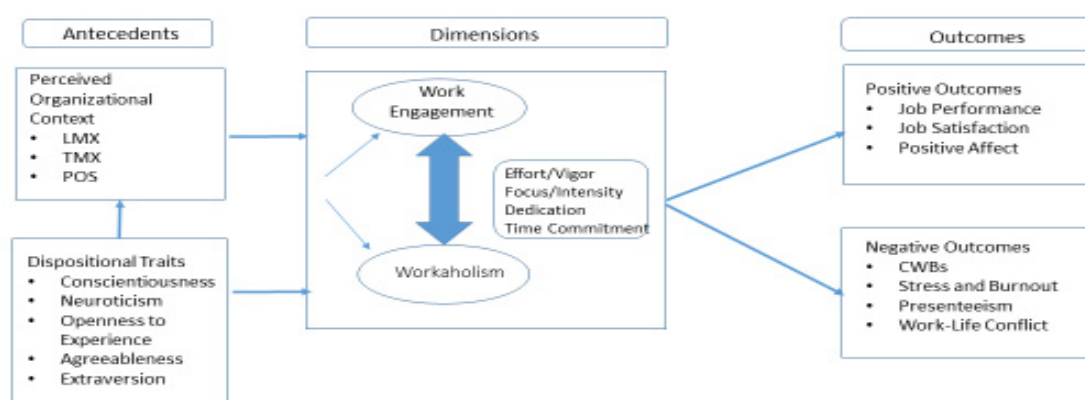 Antecedents
Dimensions
Outcomes
Perceived
Organizational
Context
• LMX
• TMX
• POS
Dispositional Traits
• Conscientiousness
• Neuroticism
• Openness to
Experience
• Agreeableness
• Extraversion
Work
Engagement
Effort/Vigor
Focus/Intensity
Dedication
Time Commitment
Workaholism
Positive Outcomes
• Job Performance
• Job Satisfaction
• Positive Affect
Negative Outcomes
• CWBs
• Stress and Burnout
• Presenteeism
• Work-Life Conflict